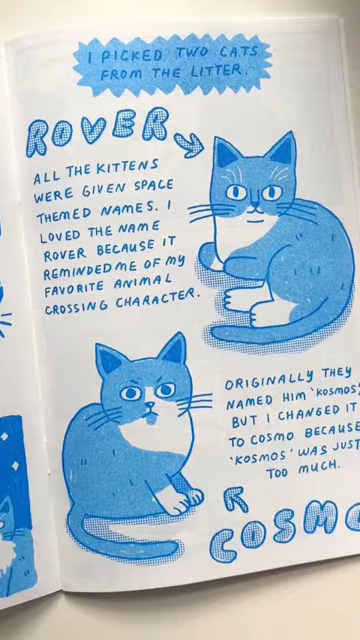 I PICKED TWO CATS
FROM THE LITTER.
ROVER
ALL THE KITTENS
WERE GIVEN SPACE
THEMED NAMES. I
LOVED THE NAME
ROVER BECAUSE IT
REMINDED ME OF MY
FAVORITE ANIMAL
CROSSING CHARACTER.
ORIGINALLY THEY
NAMED HIM 'KOSMOS',
BUT I CHANGED IT
TO COSMO BECAUSE
'KOSMOS' WAS JUST
TOO MUCH.
COSMO